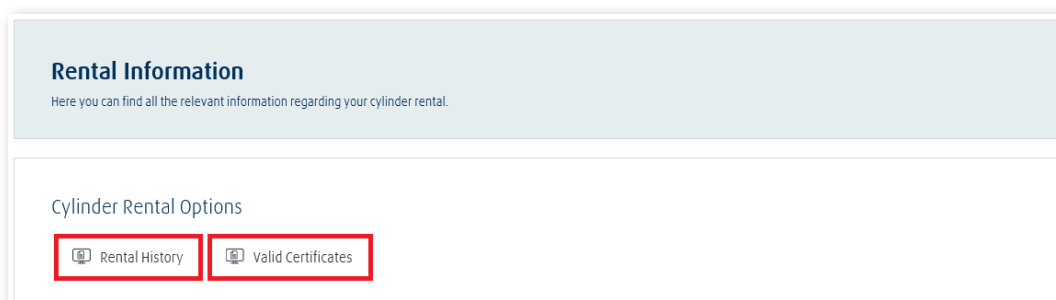 Rental Information
Here you can find all the relevant information regarding your cylinder rental.
Cylinder Rental Options
Rental History Valid Certificates